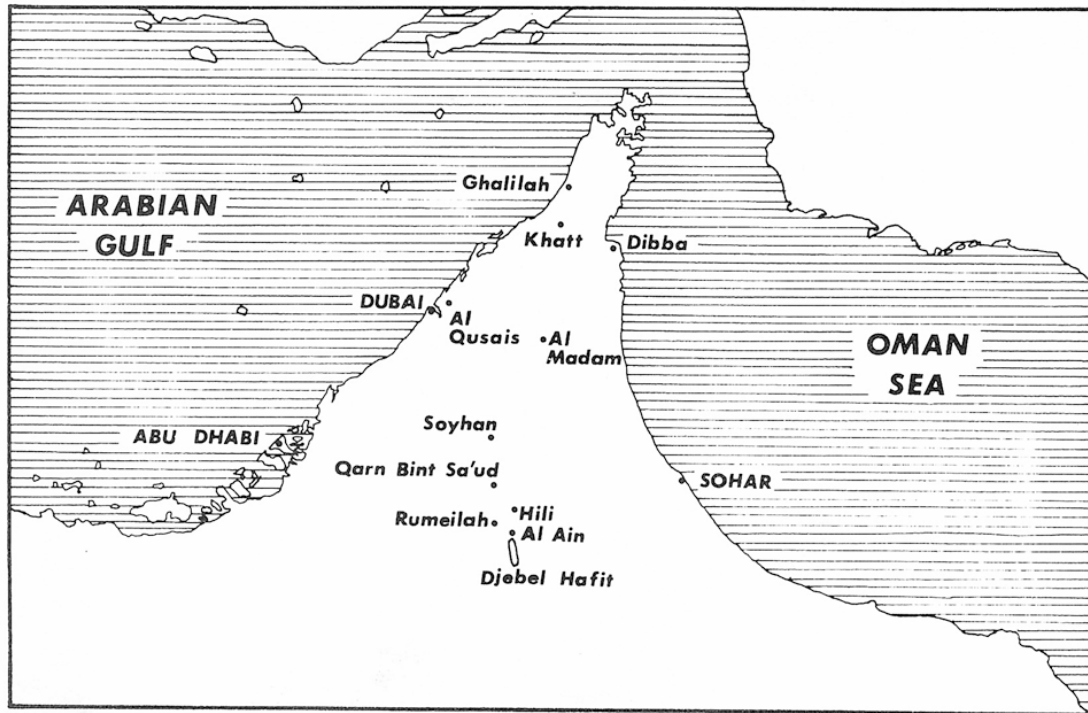 ARABIAN
GULF
Ghalilah
Khatt
Dibba
DUBAI
Al
Qusais
Al
Madam
OMAN
SEA
Soyhan
ABU DHABI
Qarn Bint Sa'ud
SOHAR
Hili
Rumeilah
Al Ain
Djebel Hafit